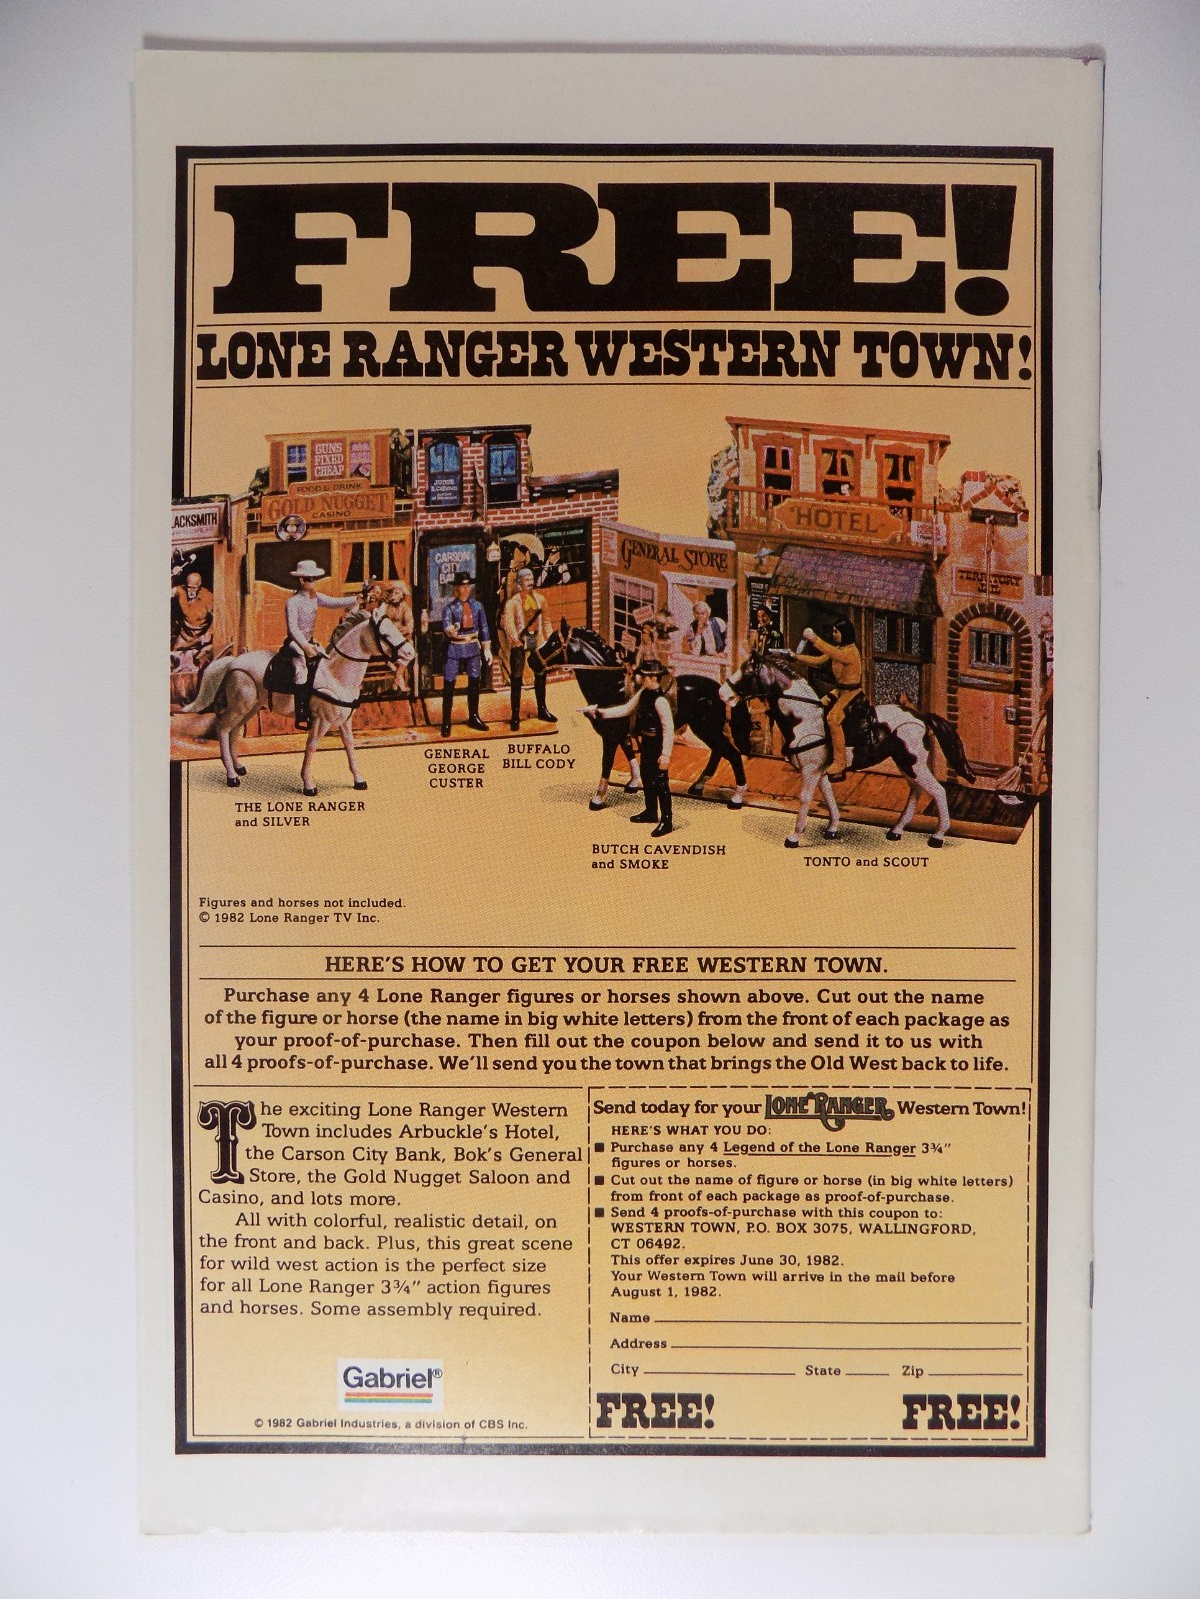 FREE!
LONE RANGER WESTERN TOWN!
GUNS
FIXED
CHEAP
FOOD & DRINK
GOLD NUGGET
CASINO
LACKSMITH
JUDGE
CARSON
CITY
GENERAL STORE
HOTEL
TERRITORY
GENERAL
GEORGE
CUSTER
BUFFALO
BILL CODY
THE LONE RANGER
and SILVER
BUTCH CAVENDISH
and SMOKE
TONTO and SCOUT
Figures and horses not included.
© 1982 Lone Ranger TV Inc.
HERE'S HOW TO GET YOUR FREE WESTERN TOWN.
Purchase any 4 Lone Ranger figures or horses shown above. Cut out the name
of the figure or horse (the name in big white letters) from the front of each package as
your proof-of-purchase. Then fill out the coupon below and send it to us with
all 4 proofs-of-purchase. We'll send you the town that brings the Old West back to life.
The exciting Lone Ranger Western
Town includes Arbuckle's Hotel,
the Carson City Bank, Bok's General
Store, the Gold Nugget Saloon and
Casino, and lots more.
All with colorful, realistic detail, on
the front and back. Plus, this great scene
for wild west action is the perfect size
for all Lone Ranger 3¾" action figures
and horses. Some assembly required.
Gabriel®
© 1982 Gabriel Industries, a division of CBS Inc.
Send today for your LONE RANGER Western Town!
HERE'S WHAT YOU DO:
■ Purchase any 4 Legend of the Lone Ranger 3¾"
figures or horses.
■ Cut out the name of figure or horse (in big white letters)
from front of each package as proof-of-purchase.
■ Send 4 proofs-of-purchase with this coupon to:
WESTERN TOWN, P.O. BOX 3075, WALLINGFORD,
CT 06492.
This offer expires June 30, 1982.
Your Western Town will arrive in the mail before
August 1, 1982.
Name
Address
City State Zip
FREE! FREE!